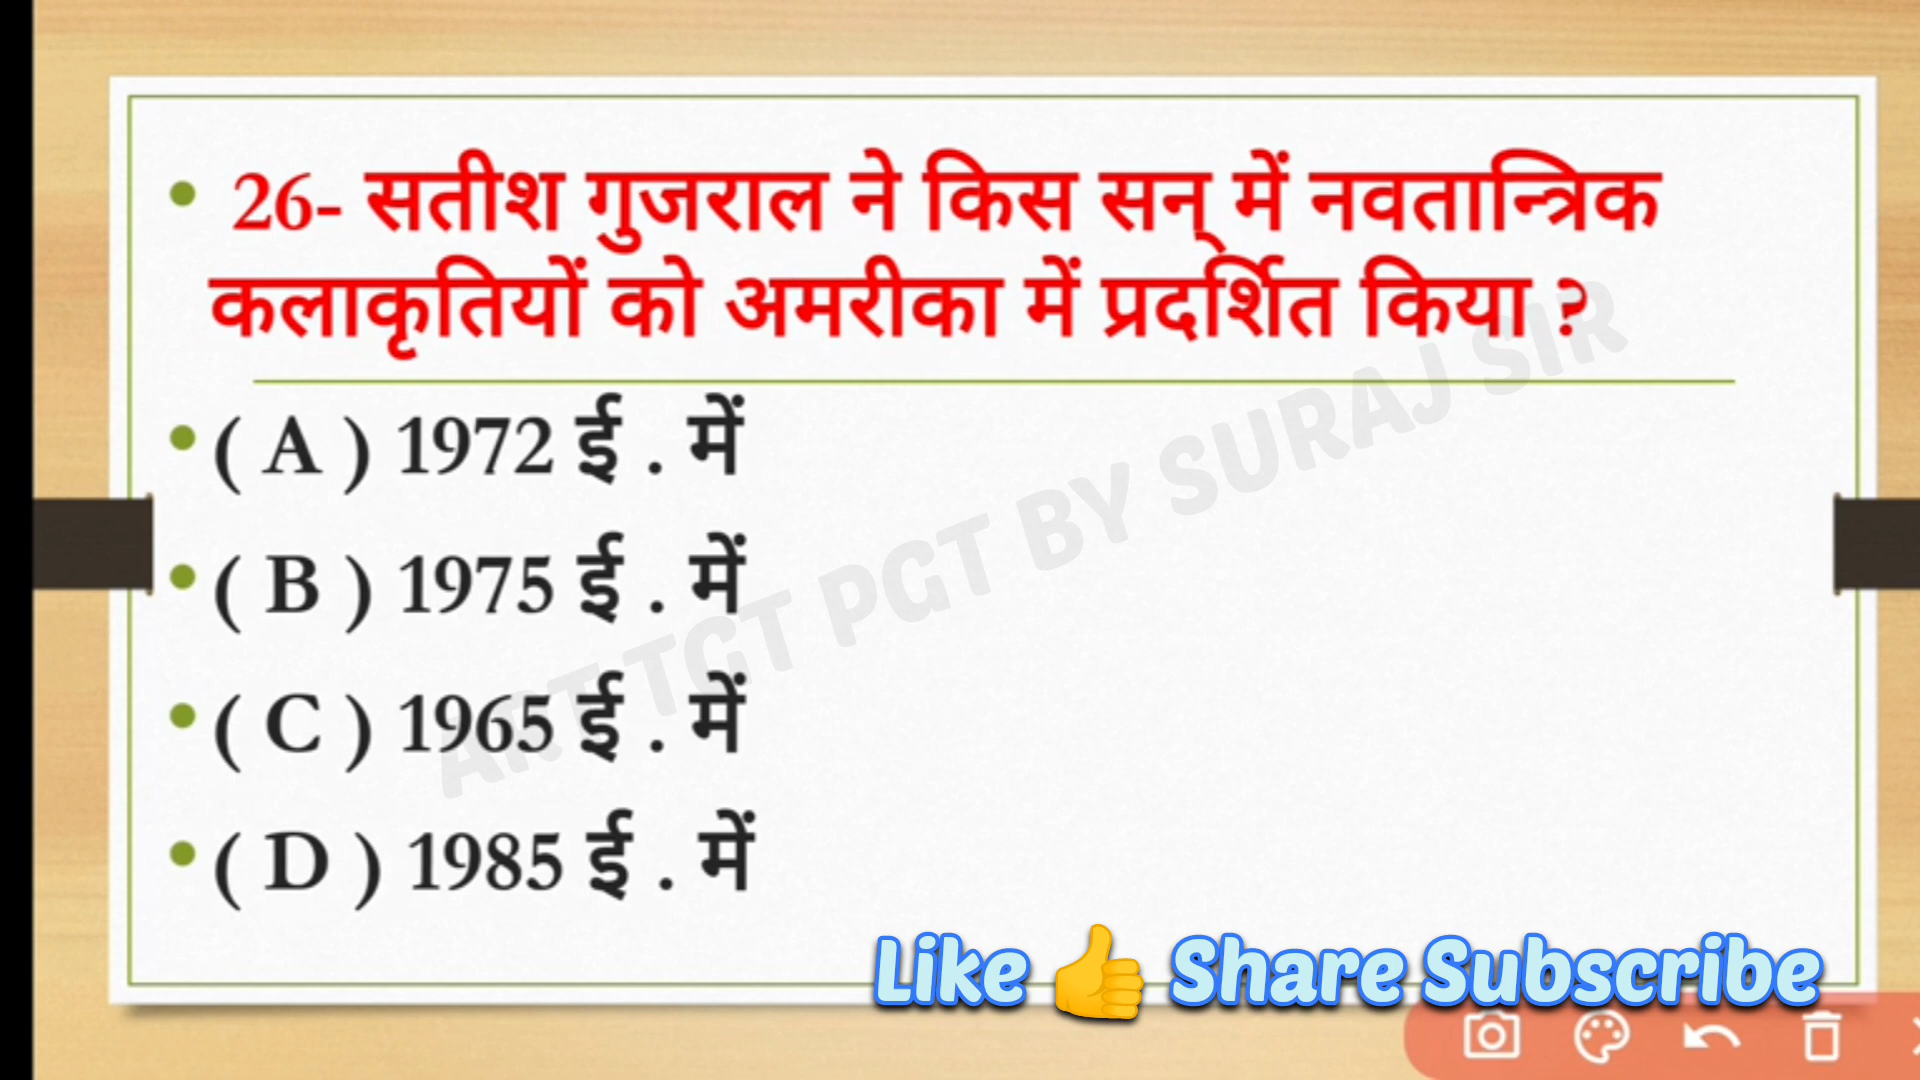 26- सतीश गुजराल ने किस सन् में नवतान्त्रिक
कलाकृतियों को अमरीका में प्रदर्शित किया ?
( A ) 1972 ई . में
( B ) 1975 ई . में
( C ) 1965 ई . में
( D ) 1985 ई . में
ART TGT PGT BY SURAJ SIR
Like 👍 Share Subscribe